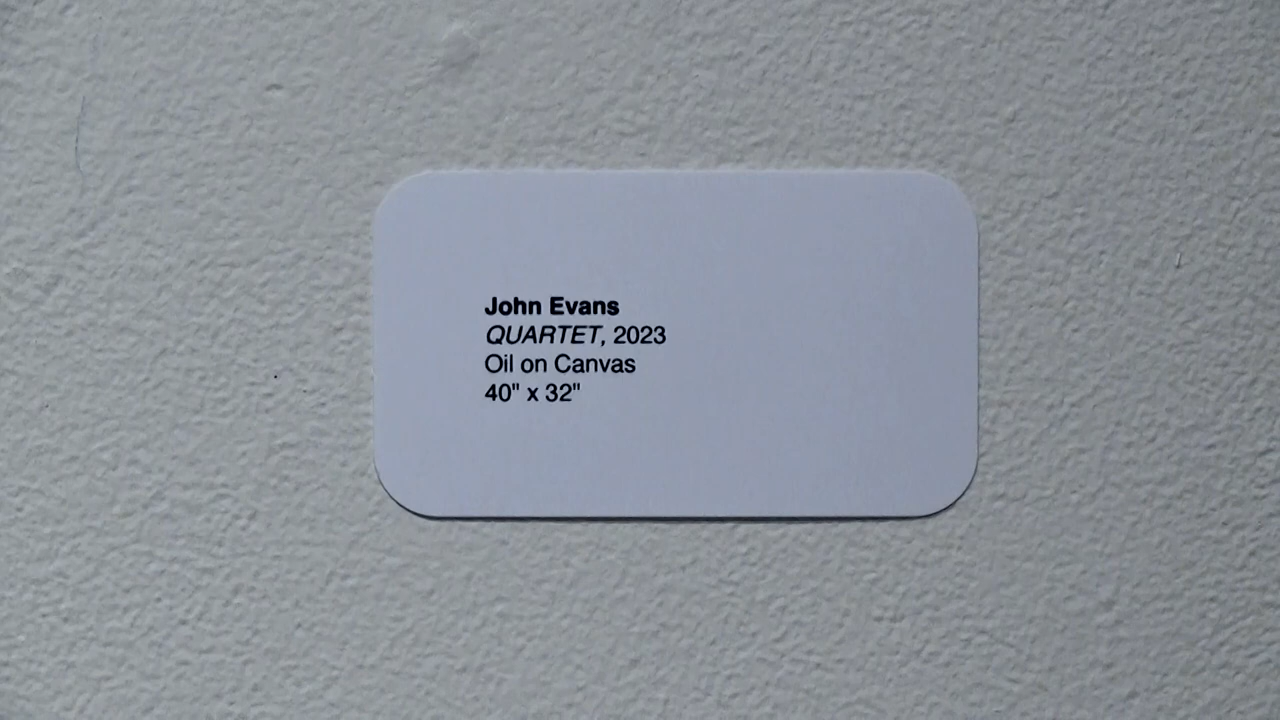 John Evans
QUARTET, 2023
Oil on Canvas
40" x 32"